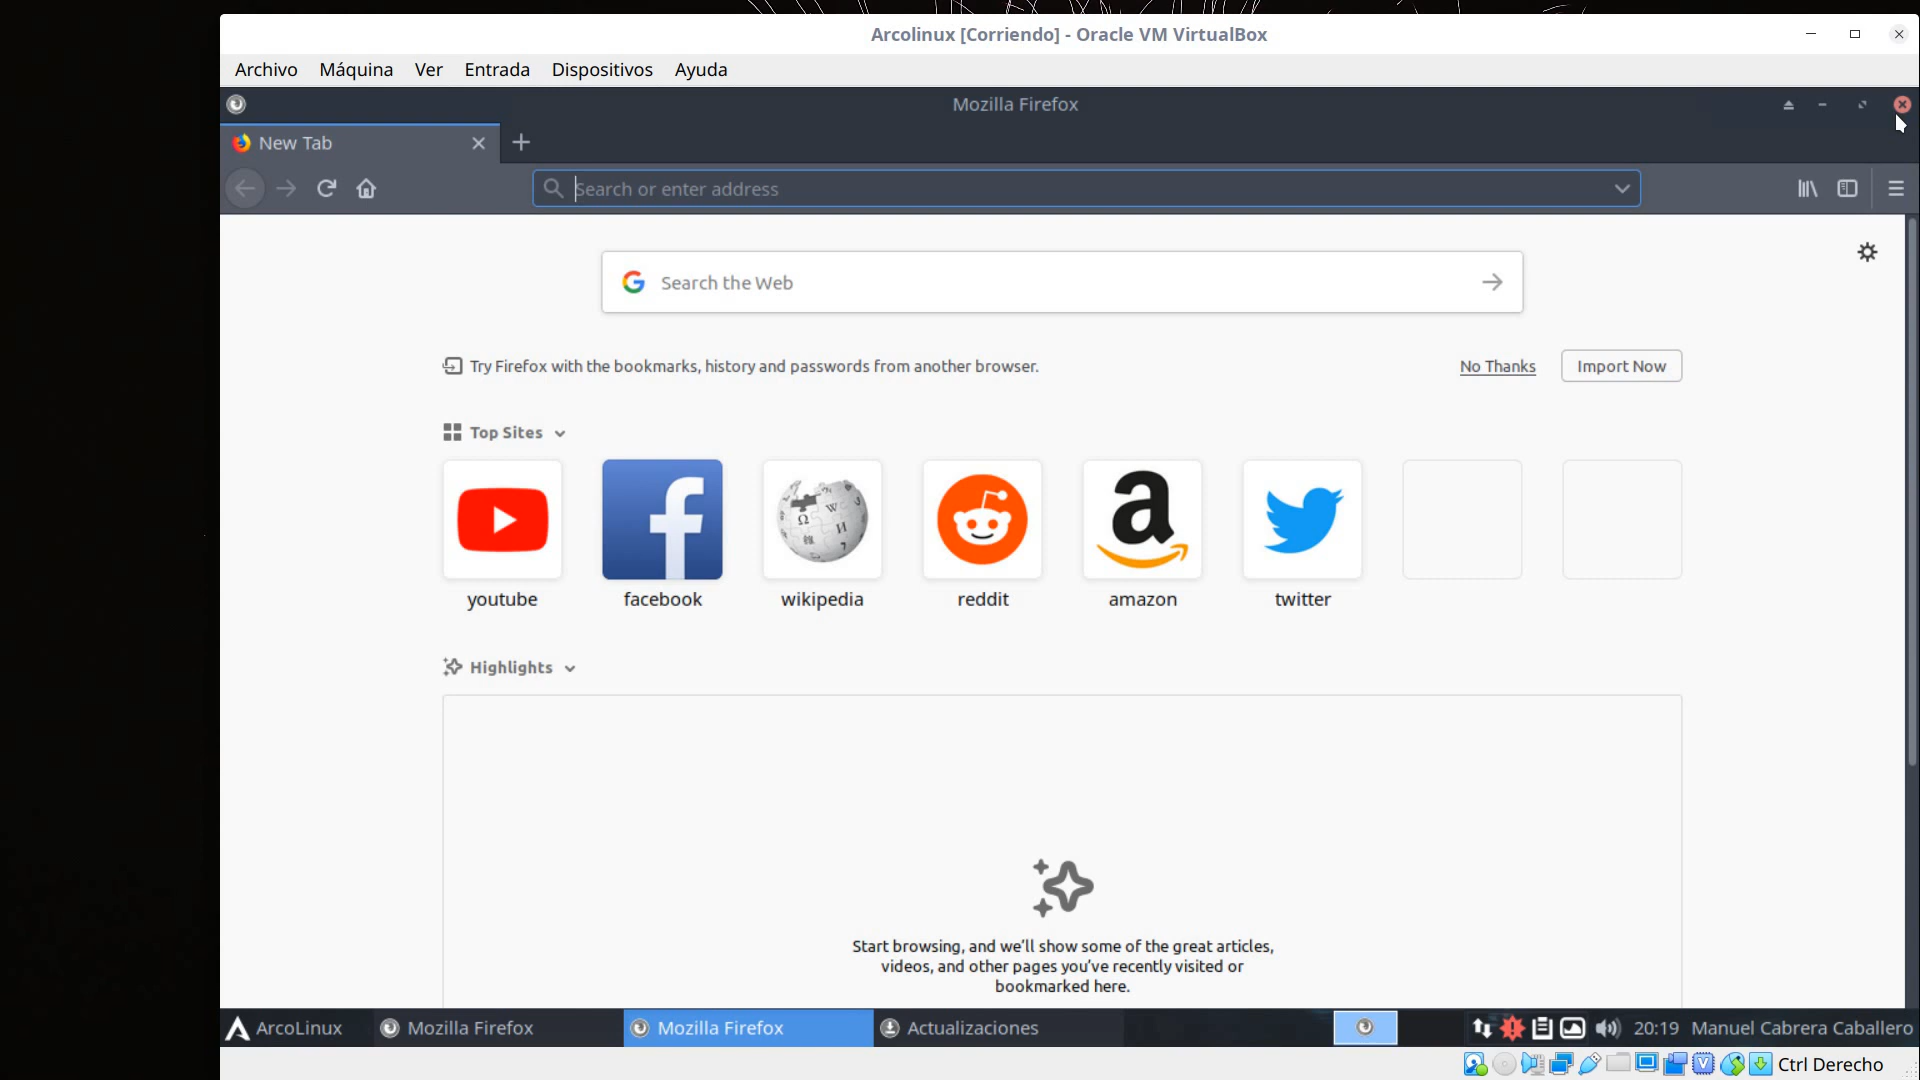 Arcolinux [Corriendo] - Oracle VM VirtualBox
Archivo Máquina Ver Entrada Dispositivos Ayuda
Mozilla Firefox
New Tab
Search or enter address
Search the Web
Try Firefox with the bookmarks, history and passwords from another browser.
No Thanks
Import Now
Top Sites
youtube facebook wikipedia reddit amazon twitter
Highlights
Start browsing, and we'll show some of the great articles,
videos, and other pages you've recently visited or
bookmarked here.
ArcoLinux Mozilla Firefox Mozilla Firefox Actualizaciones 20:19 Manuel Cabrera Caballero
Ctrl Derecho